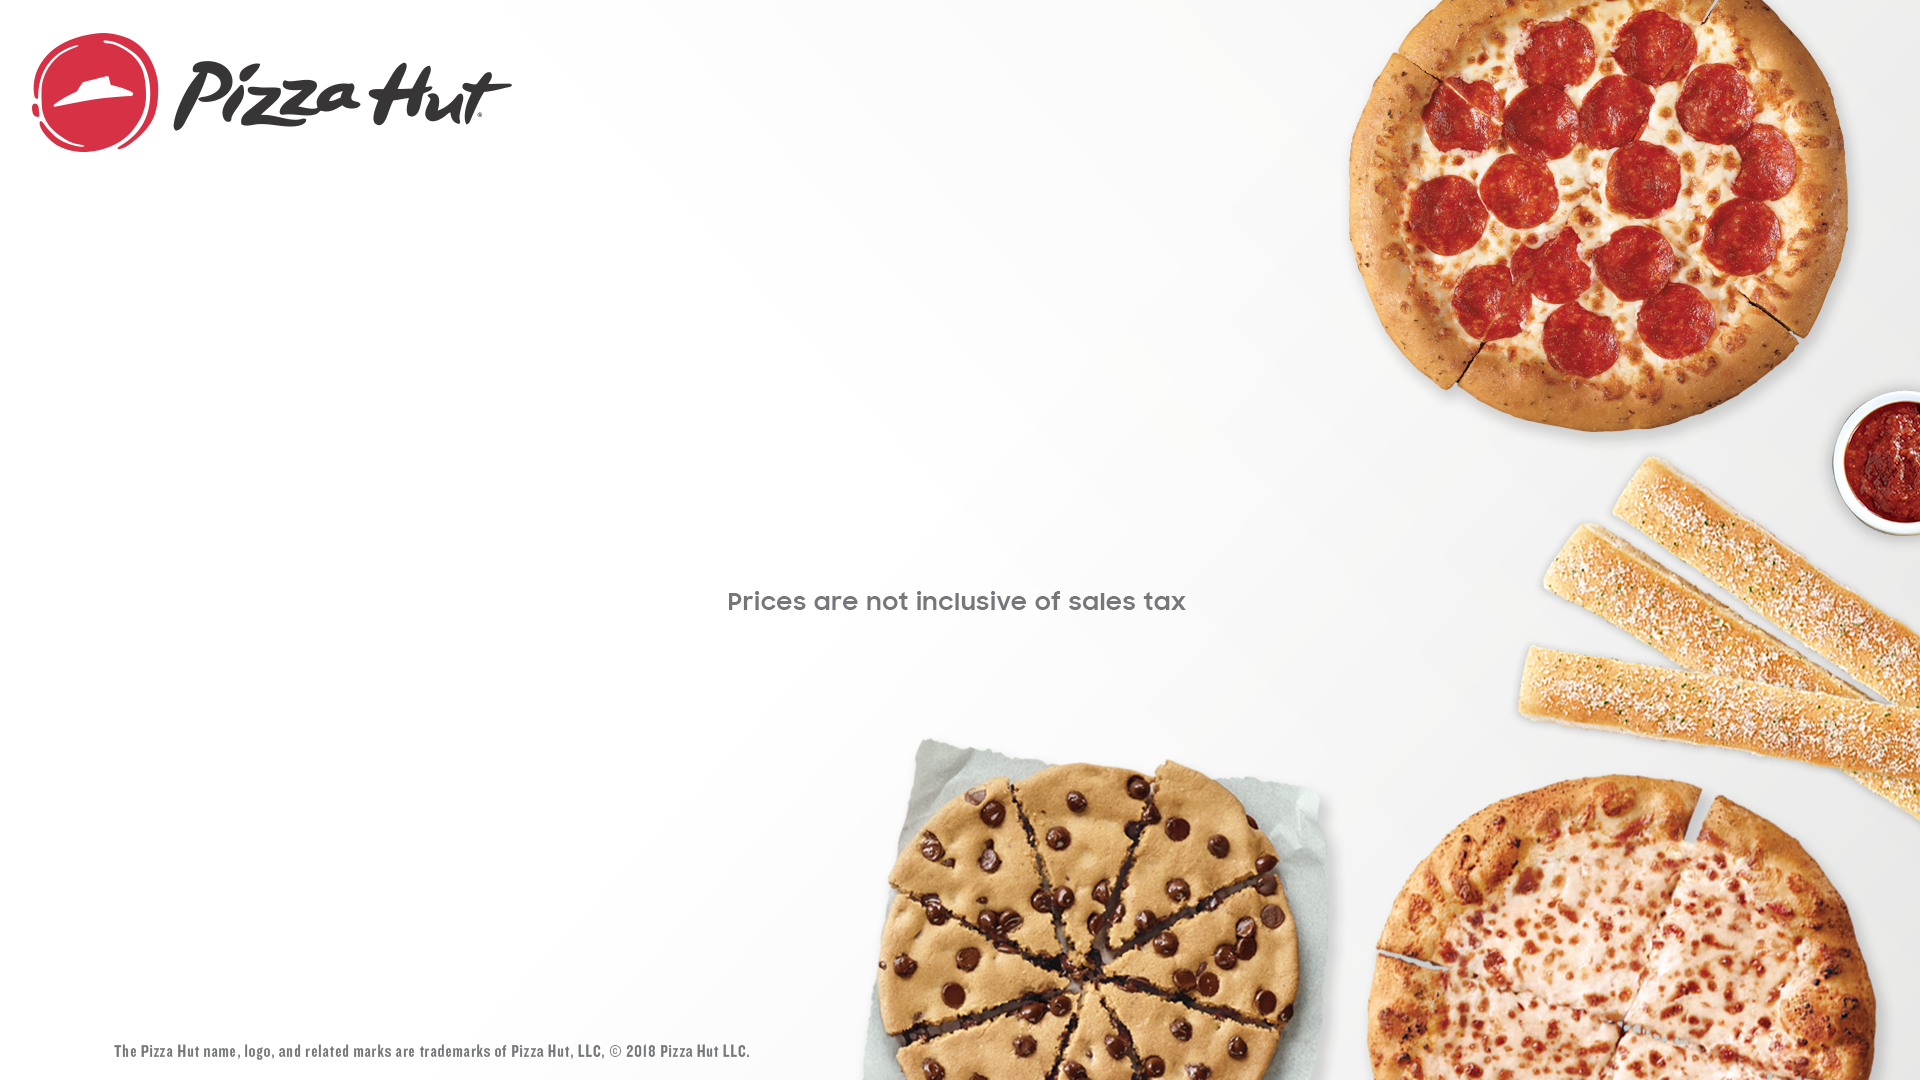 Pizza Hut®
Prices are not inclusive of sales tax
The Pizza Hut name, logo, and related marks are trademarks of Pizza Hut, LLC, © 2018 Pizza Hut LLC.